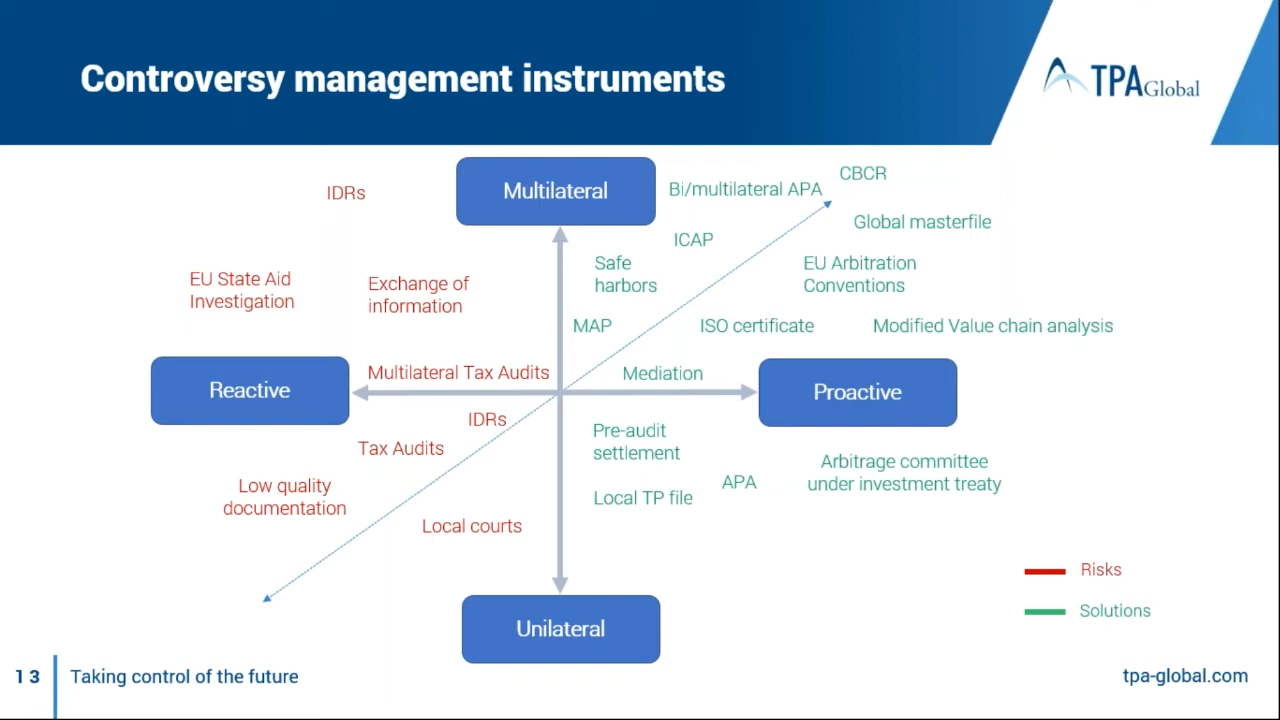 Controversy management instruments
TPAGlobal
Multilateral
IDRs
Bi/multilateral APA
CBCR
Global masterfile
ICAP
Safe
harbors
EU Arbitration
Conventions
EU State Aid
Investigation
Exchange of
information
MAP
ISO certificate
Modified Value chain analysis
Reactive
Multilateral Tax Audits
Mediation
Proactive
IDRs
Tax Audits
Pre-audit
settlement
Low quality
documentation
Local courts
Local TP file
APA
Arbitrage committee
under investment treaty
Risks
Solutions
Unilateral
13
Taking control of the future
tpa-global.com